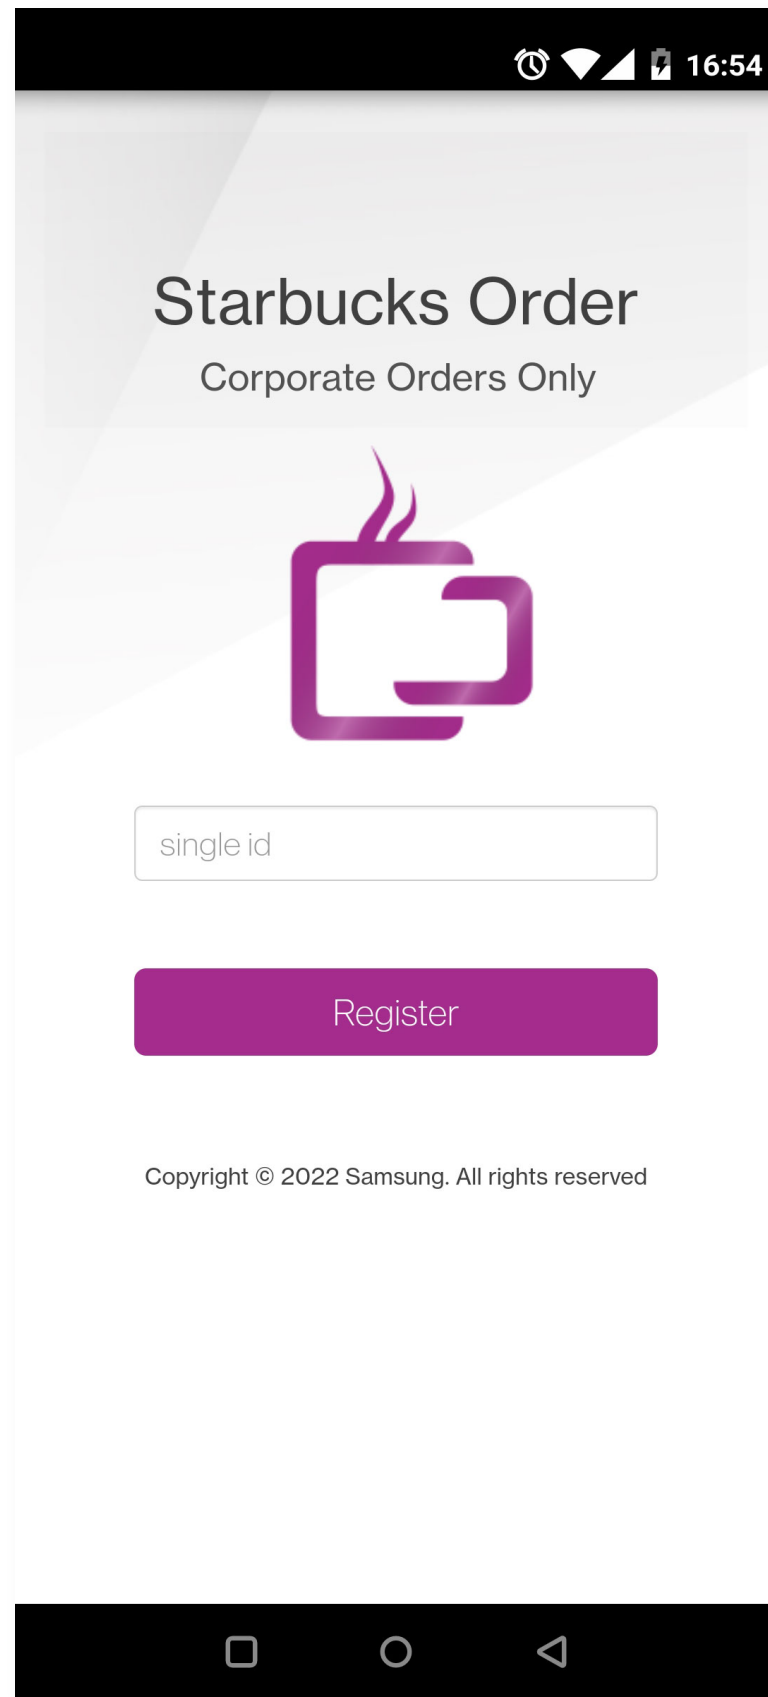 16:54
Starbucks Order
Corporate Orders Only
single id
Register
Copyright © 2022 Samsung. All rights reserved